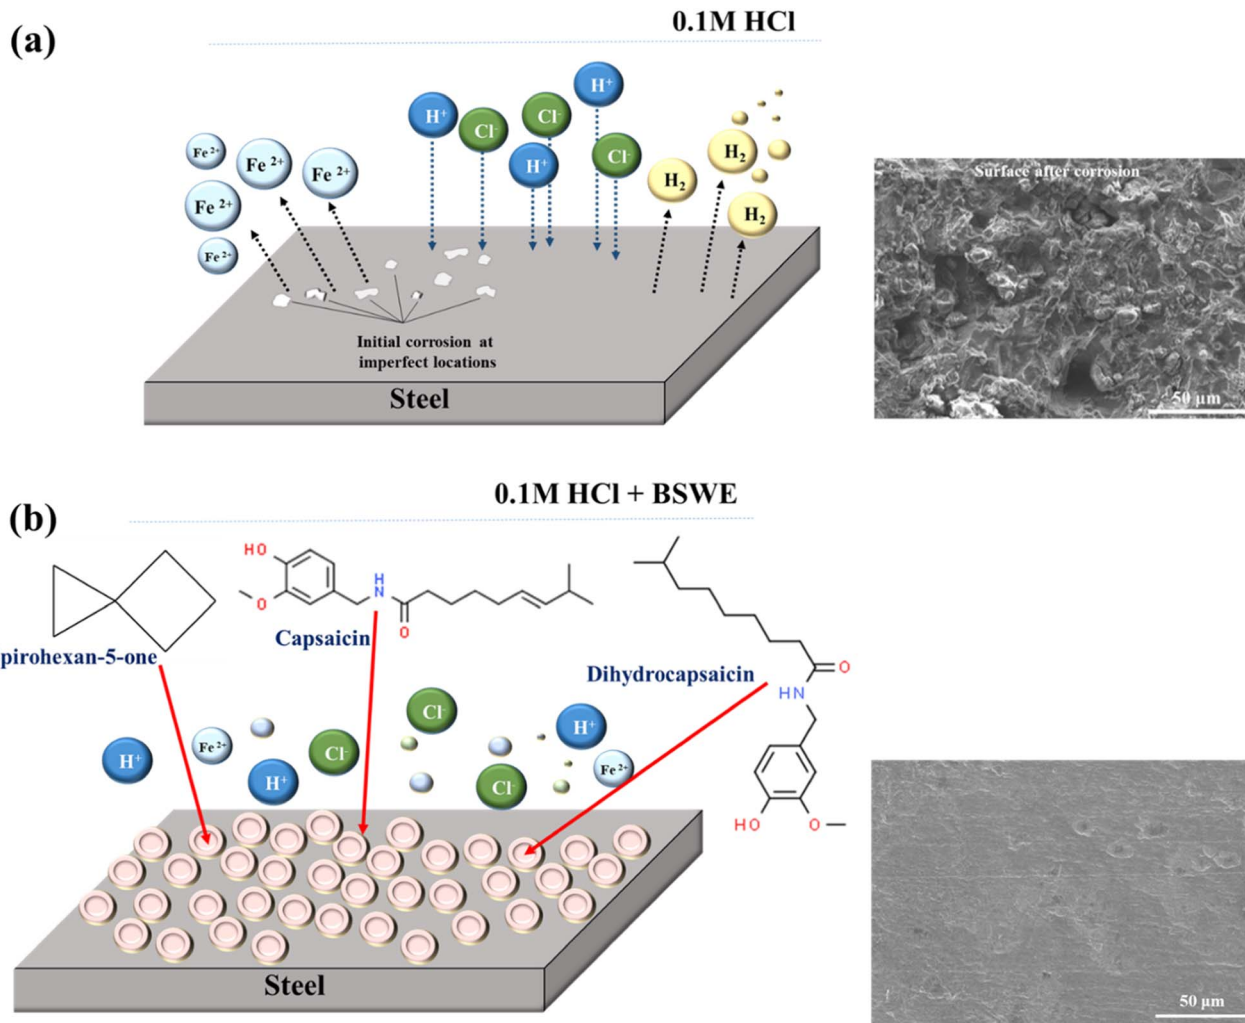 (a)
0.1M HCl
H⁺
Cl⁻
Cl⁻
H⁺
H⁺
Cl⁻
Fe ²⁺
Fe ²⁺
Fe ²⁺
Fe ²⁺
Fe ²⁺
H₂
H₂
H₂
Initial corrosion at
imperfect locations
Steel
Surface after corrosion
50 µm
(b)
0.1M HCl + BSWE
pirohexan-5-one
HO
O
H
N
O
Capsaicin
Dihydrocapsaicin
O
HN
HO
O
H⁺
Fe ²⁺
H⁺
Cl⁻
Cl⁻
Cl⁻
H⁺
Fe ²⁺
Steel
50 µm